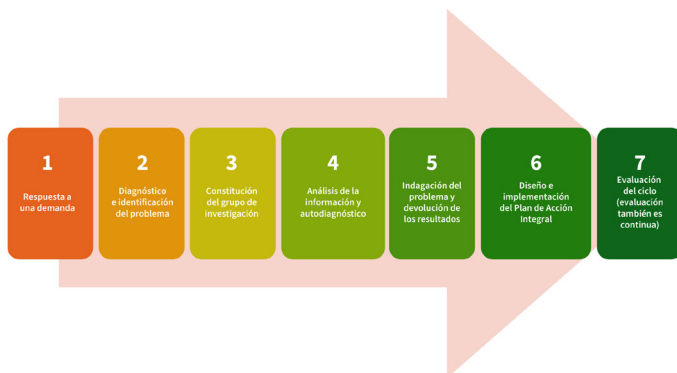 1
Respuesta a
una demanda
2
Diagnóstico
e identificación
del problema
3
Constitución
del grupo de
investigación
4
Análisis de la
información y
autodiagnóstico
5
Indagación del
problema y
devolución de
los resultados
6
Diseño e
implementación
del Plan de Acción
Integral
7
Evaluación
del ciclo
(evaluación
también es
continua)